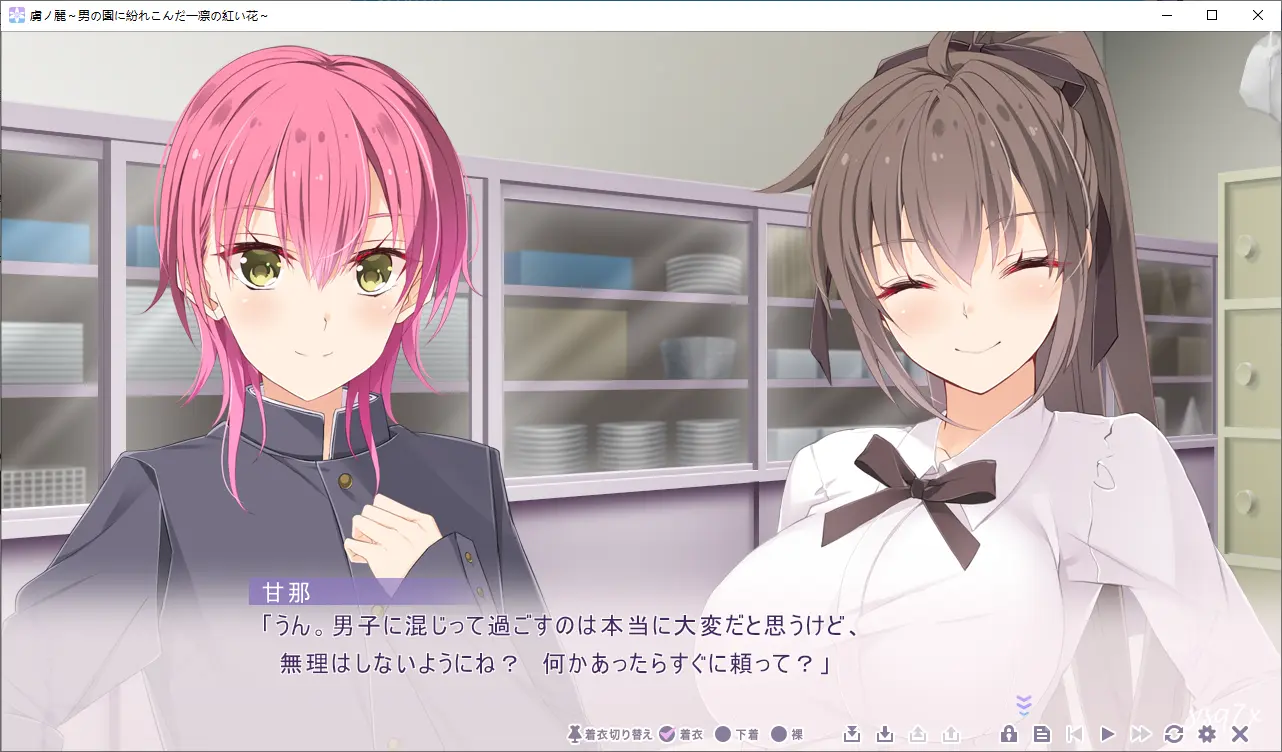 虜ノ麗~男の園に紛れこんだ一凛の紅い花~
甘那
「うん。男子に混じって過ごすのは本当に大変だと思うけど、
無理はしないようにね？　何かあったらすぐに頼って？」
着衣切り替え 着衣 下着 裸
ysq7x